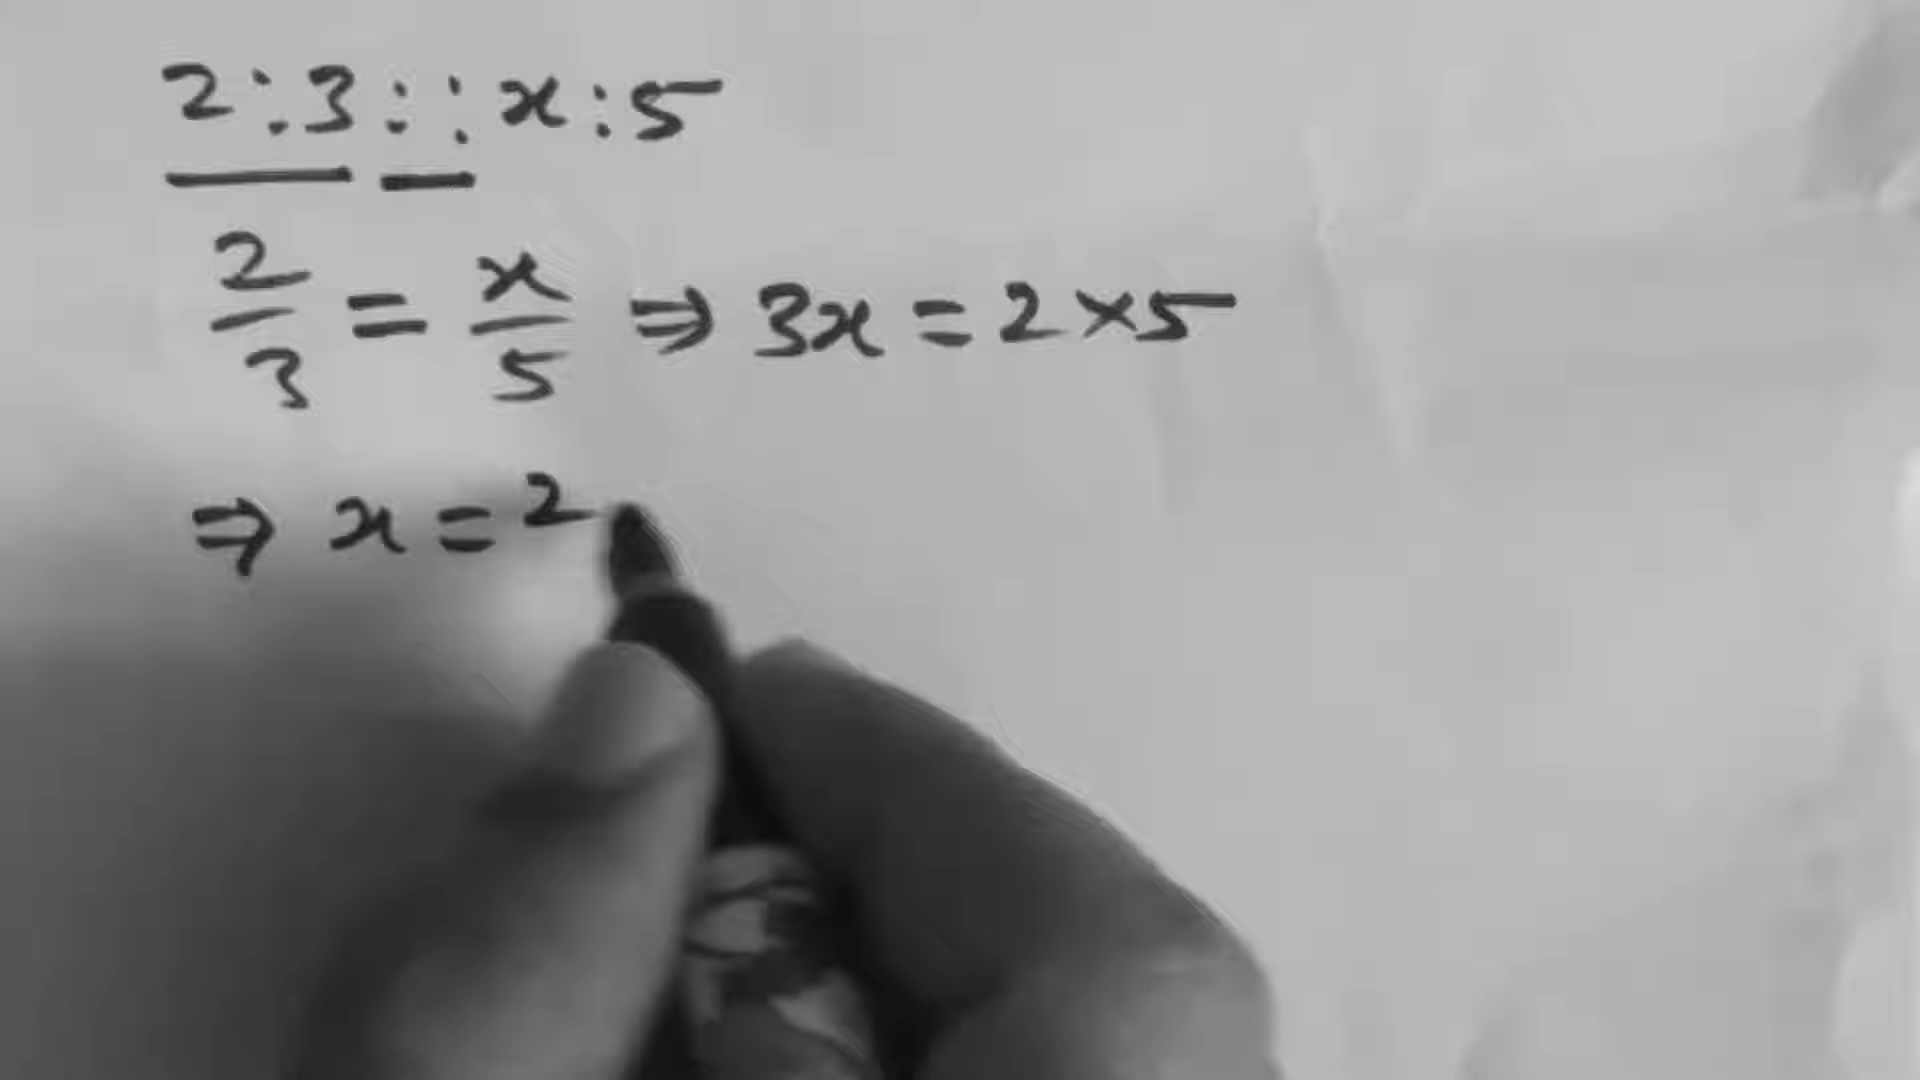 2:3::x:5
2/3 = x/5 ⇒ 3x = 2×5
⇒ x = 2